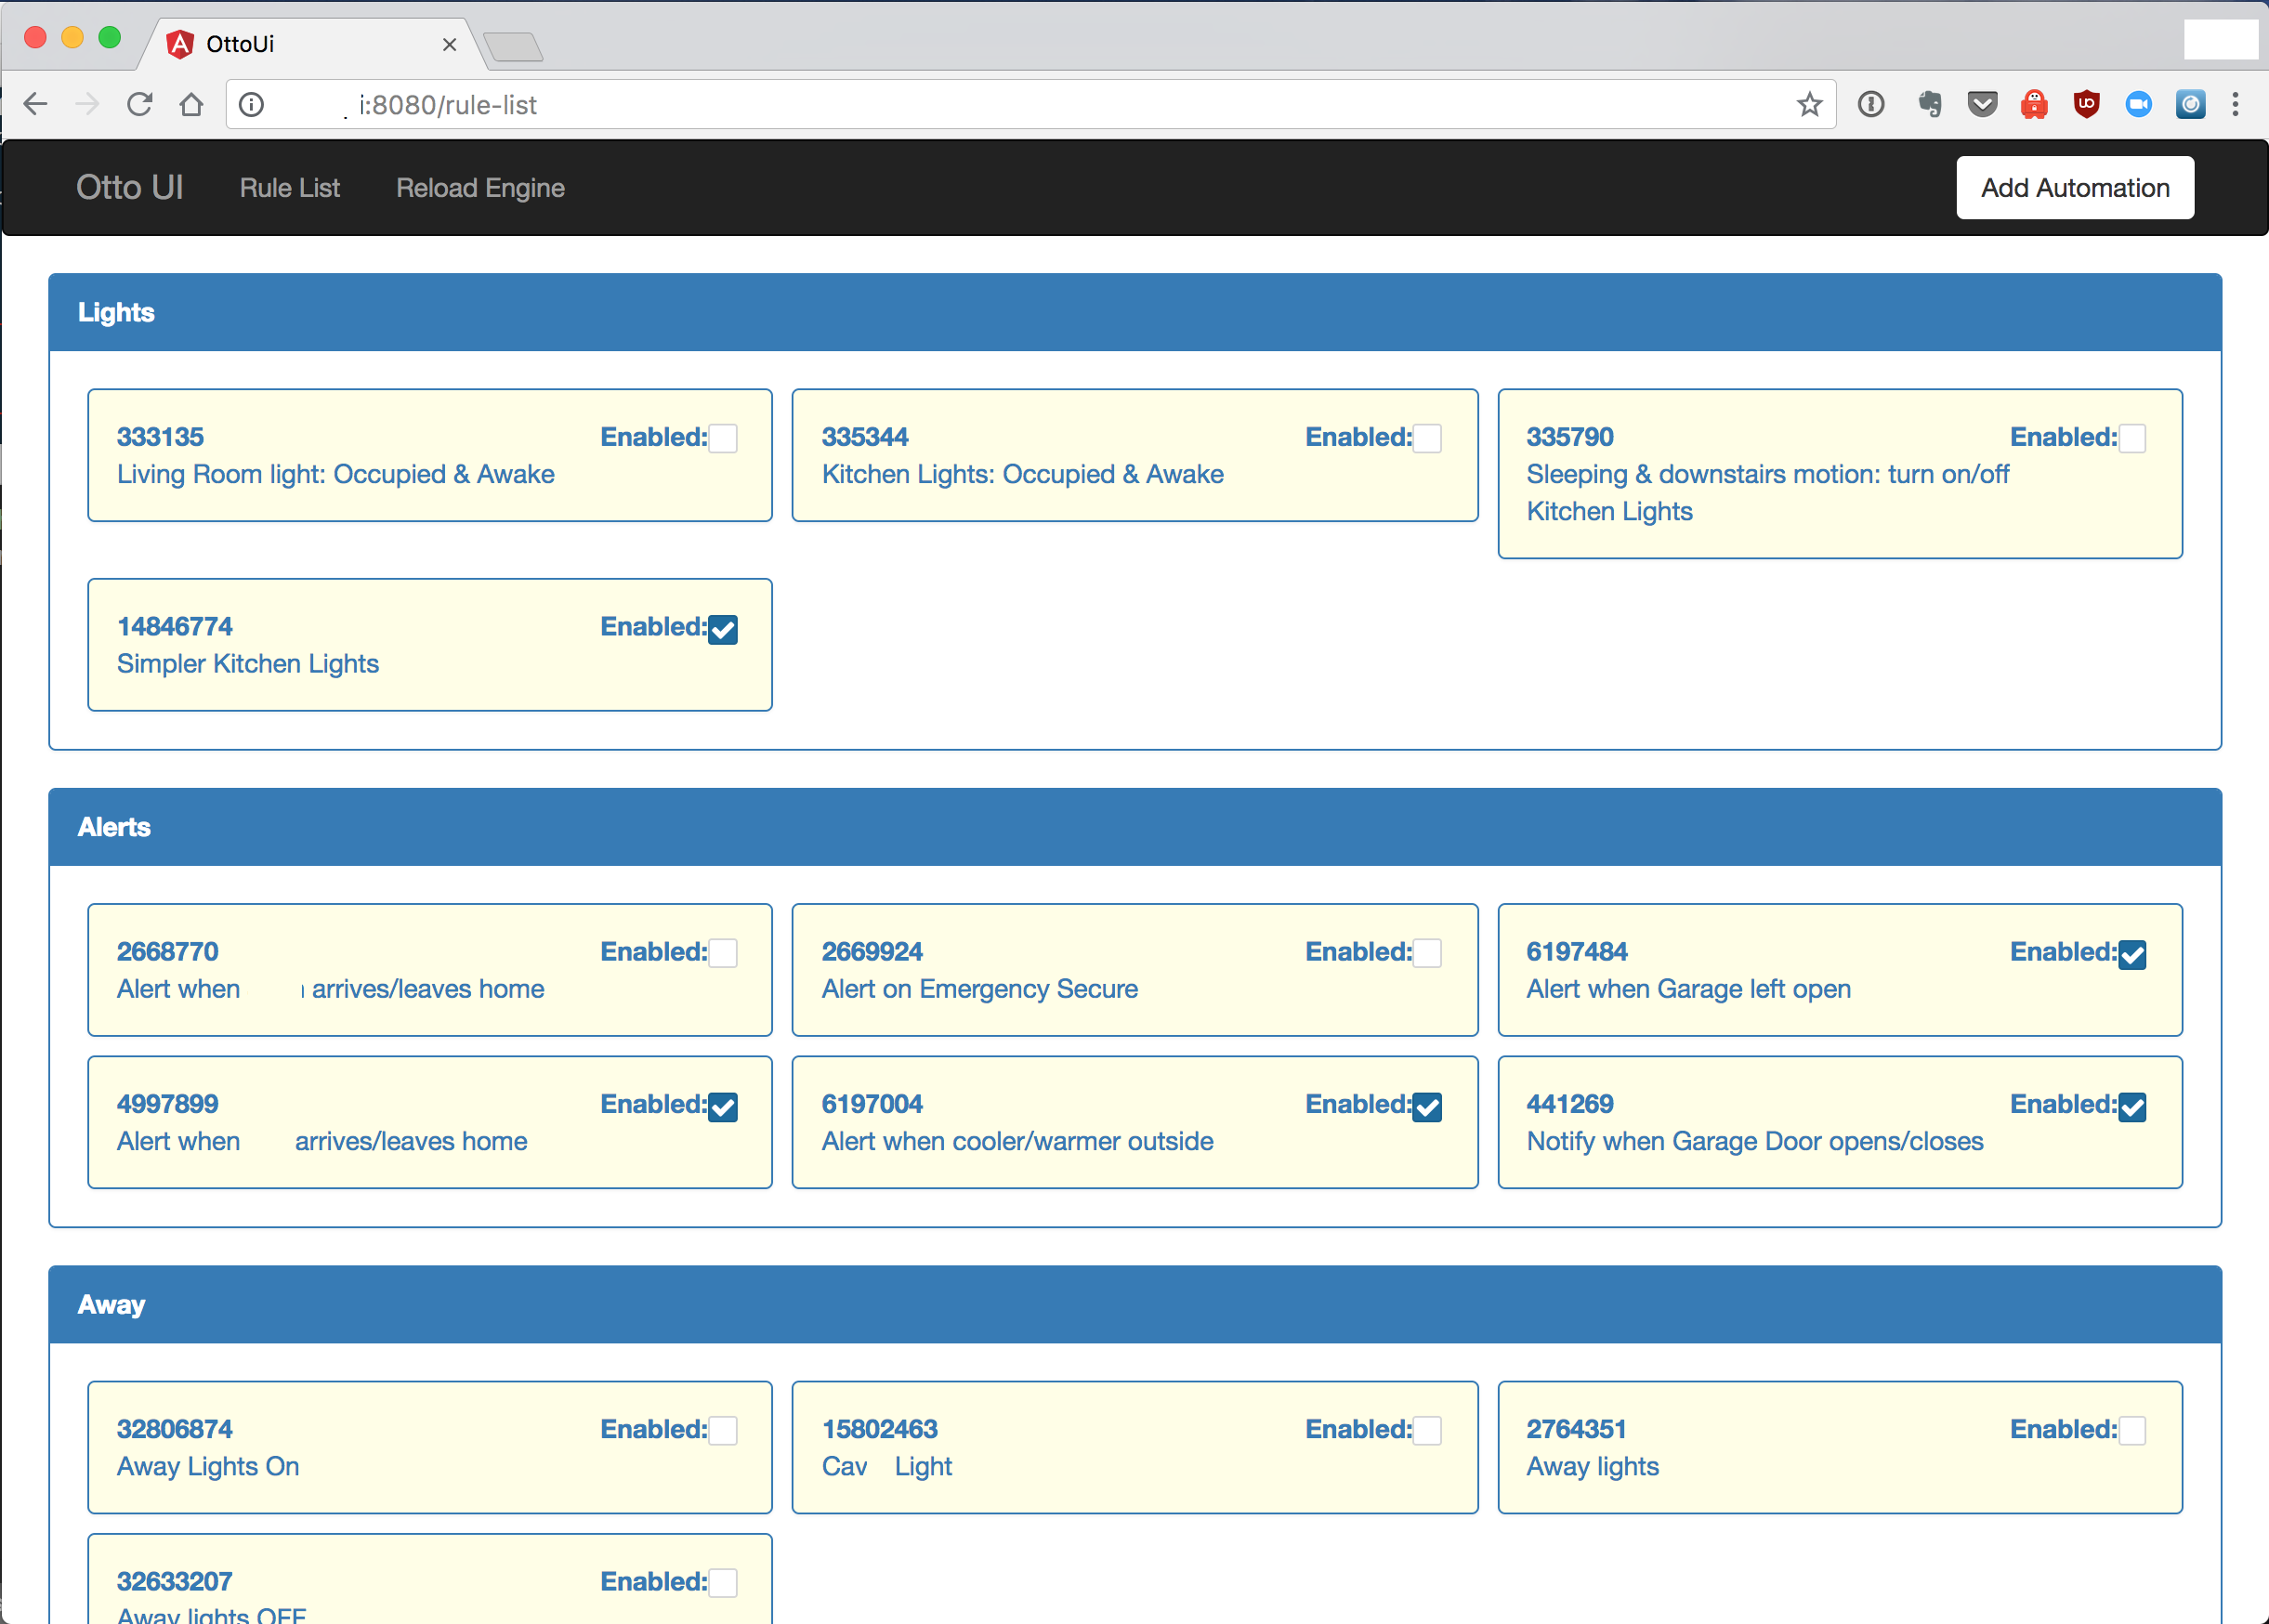 OttoUi
i:8080/rule-list
Otto UI Rule List Reload Engine Add Automation
Lights
333135 Enabled:
Living Room light: Occupied & Awake
335344 Enabled:
Kitchen Lights: Occupied & Awake
335790 Enabled:
Sleeping & downstairs motion: turn on/off
Kitchen Lights
14846774 Enabled:
Simpler Kitchen Lights
Alerts
2668770 Enabled:
Alert when arrives/leaves home
2669924 Enabled:
Alert on Emergency Secure
6197484 Enabled:
Alert when Garage left open
4997899 Enabled:
Alert when arrives/leaves home
6197004 Enabled:
Alert when cooler/warmer outside
441269 Enabled:
Notify when Garage Door opens/closes
Away
32806874 Enabled:
Away Lights On
15802463 Enabled:
Cav Light
2764351 Enabled:
Away lights
32633207 Enabled:
Away lights OFF